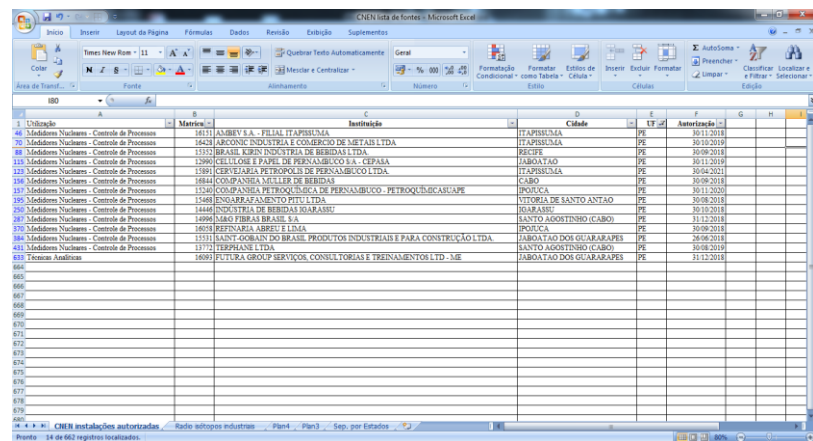 CNEN lista de fontes - Microsoft Excel
Início Inserir Layout da Página Fórmulas Dados Revisão Exibição Suplementos
Times New Rom 11
Quebrar Texto Automaticamente
Geral
Σ AutoSoma
Preencher
Colar
N I S
Mesclar e Centralizar
% 000
Formatação Condicional
Formatar como Tabela
Estilos de Célula
Inserir Excluir Formatar
Limpar
Classificar e Filtrar
Localizar e Selecionar
Área de Transf... Fonte Alinhamento Número Estilo Células Edição
I80 fx
A B C D E F G H I
1 Utilização Matrícu Instituição Cidade UF Autorização
46 Medidores Nucleares - Controle de Processos 16151 AMBEV S.A. - FILIAL ITAPISSUMA ITAPISSUMA PE 30/11/2018
70 Medidores Nucleares - Controle de Processos 16428 ARCONIC INDUSTRIA E COMERCIO DE METAIS LTDA ITAPISSUMA PE 30/10/2019
88 Medidores Nucleares - Controle de Processos 15352 BRASIL KIRIN INDÚSTRIA DE BEBIDAS LTDA. RECIFE PE 30/09/2018
115 Medidores Nucleares - Controle de Processos 12990 CELULOSE E PAPEL DE PERNAMBUCO S/A - CEPASA JABOATAO PE 30/11/2019
123 Medidores Nucleares - Controle de Processos 15891 CERVEJARIA PETROPOLIS DE PERNAMBUCO LTDA. ITAPISSUMA PE 30/04/2021
156 Medidores Nucleares - Controle de Processos 16844 COMPANHIA MULLER DE BEBIDAS CABO PE 30/09/2018
157 Medidores Nucleares - Controle de Processos 15240 COMPANHIA PETROQUÍMICA DE PERNAMBUCO - PETROQUÍMICASUAPE IPOJUCA PE 30/11/2020
195 Medidores Nucleares - Controle de Processos 15468 ENGARRAFAMENTO PITU LTDA VITORIA DE SANTO ANTAO PE 30/08/2018
250 Medidores Nucleares - Controle de Processos 14446 INDÚSTRIA DE BEBIDAS IGARASSU IGARASSU PE 30/10/2018
287 Medidores Nucleares - Controle de Processos 14996 M&G FIBRAS BRASIL S/A SANTO AGOSTINHO (CABO) PE 31/12/2018
370 Medidores Nucleares - Controle de Processos 16058 REFINARIA ABREU E LIMA IPOJUCA PE 30/09/2019
384 Medidores Nucleares - Controle de Processos 15531 SAINT-GOBAIN DO BRASIL PRODUTOS INDUSTRIAIS E PARA CONSTRUÇÃO LTDA. JABOATAO DOS GUARARAPES PE 26/06/2018
431 Medidores Nucleares - Controle de Processos 13772 TERPHANE LTDA SANTO AGOSTINHO (CABO) PE 30/08/2019
633 Técnicas Analíticas 16093 FUTURA GROUP SERVIÇOS, CONSULTORIAS E TREINAMENTOS LTD - ME JABOATAO DOS GUARARAPES PE 31/12/2018
664
665
666
667
668
669
670
671
672
673
674
675
676
677
678
679
680
CNEN instalações autorizadas Radio isótopos industrias Plan4 Plan3 Sep. por Estados
Pronto 14 de 662 registros localizados. 80%